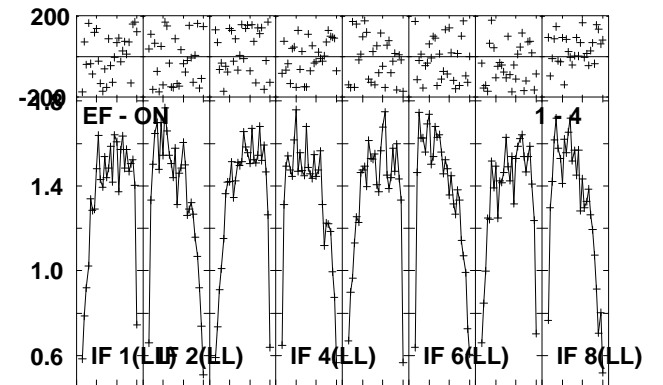 200
-200
1.8
EF - ON
1 - 4
1.4
1.0
0.6
IF 1(LL)
IF 2(LL)
IF 4(LL)
IF 6(LL)
IF 8(LL)